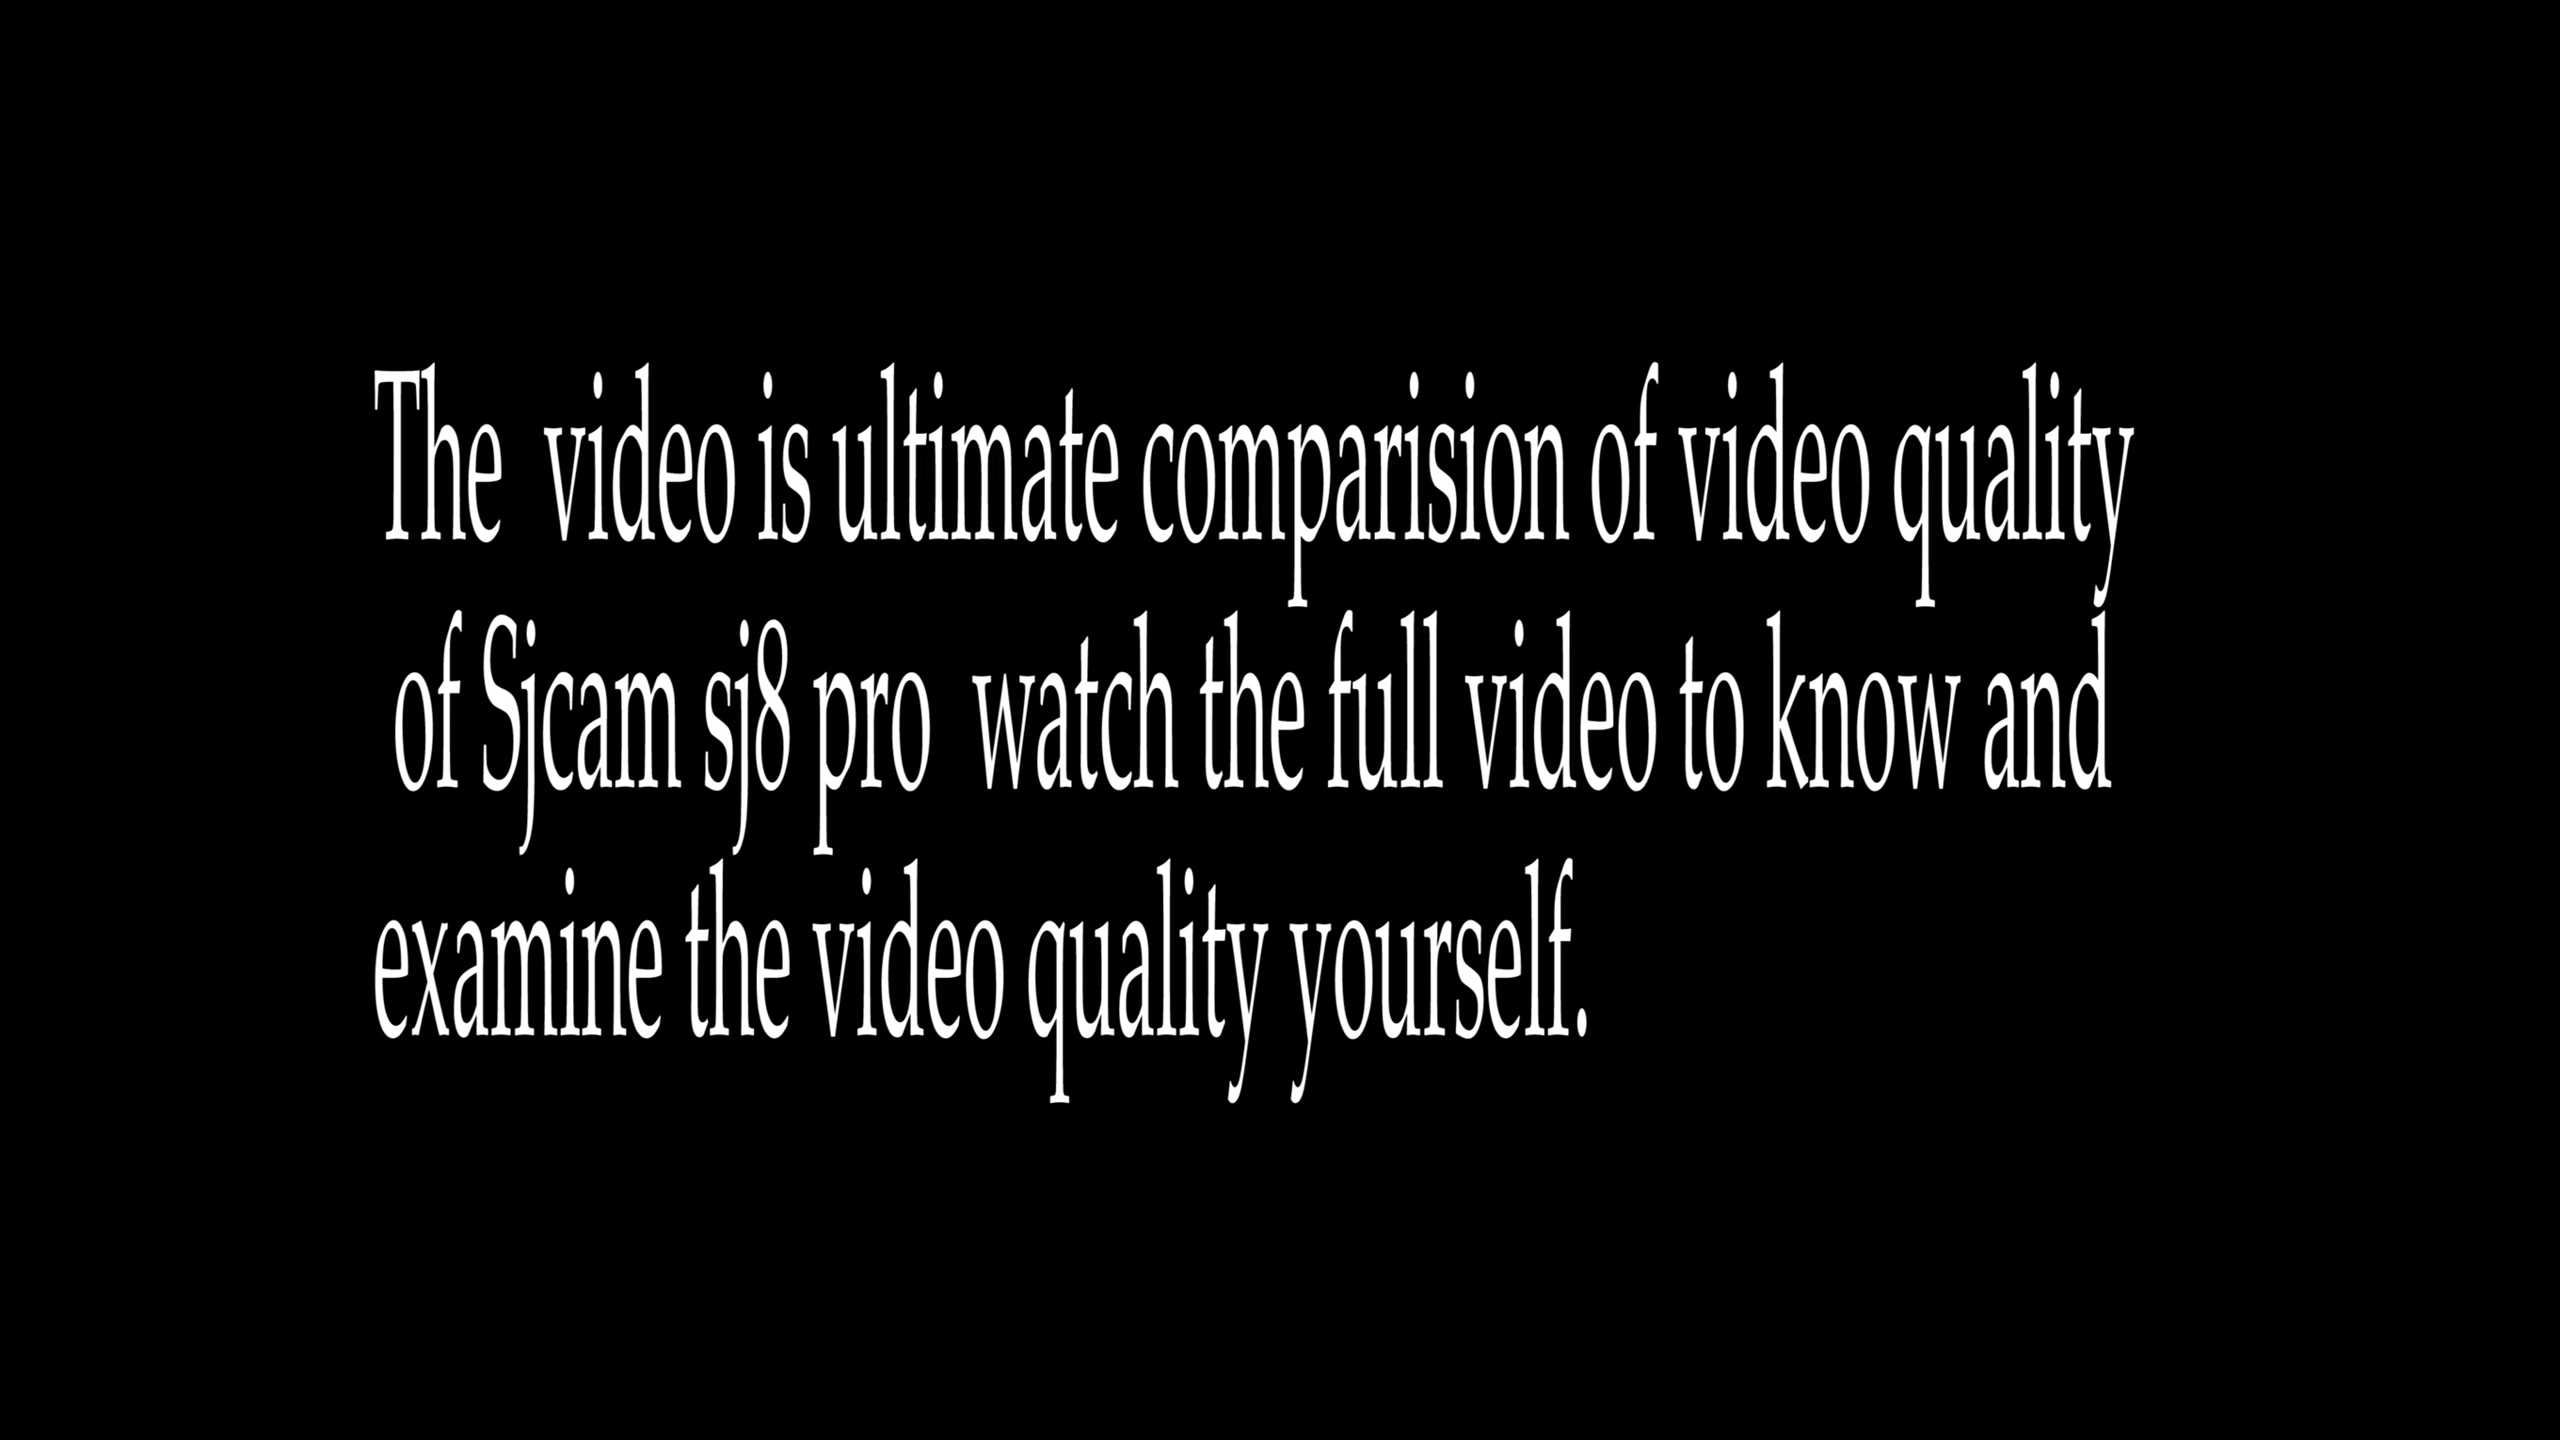 The  video is ultimate comparision of video quality
of Sjcam sj8 pro  watch the full video to know and
examine the video quality yourself.